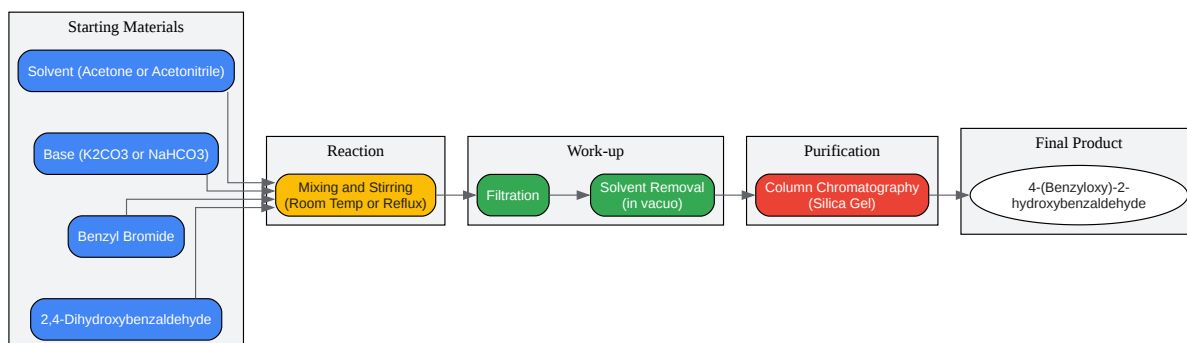 Starting Materials
Solvent (Acetone or Acetonitrile)
Base (K2CO3 or NaHCO3)
Benzyl Bromide
2,4-Dihydroxybenzaldehyde
Reaction
Mixing and Stirring
(Room Temp or Reflux)
Work-up
Filtration
Solvent Removal
(in vacuo)
Purification
Column Chromatography
(Silica Gel)
Final Product
4-(Benzyloxy)-2-
hydroxybenzaldehyde